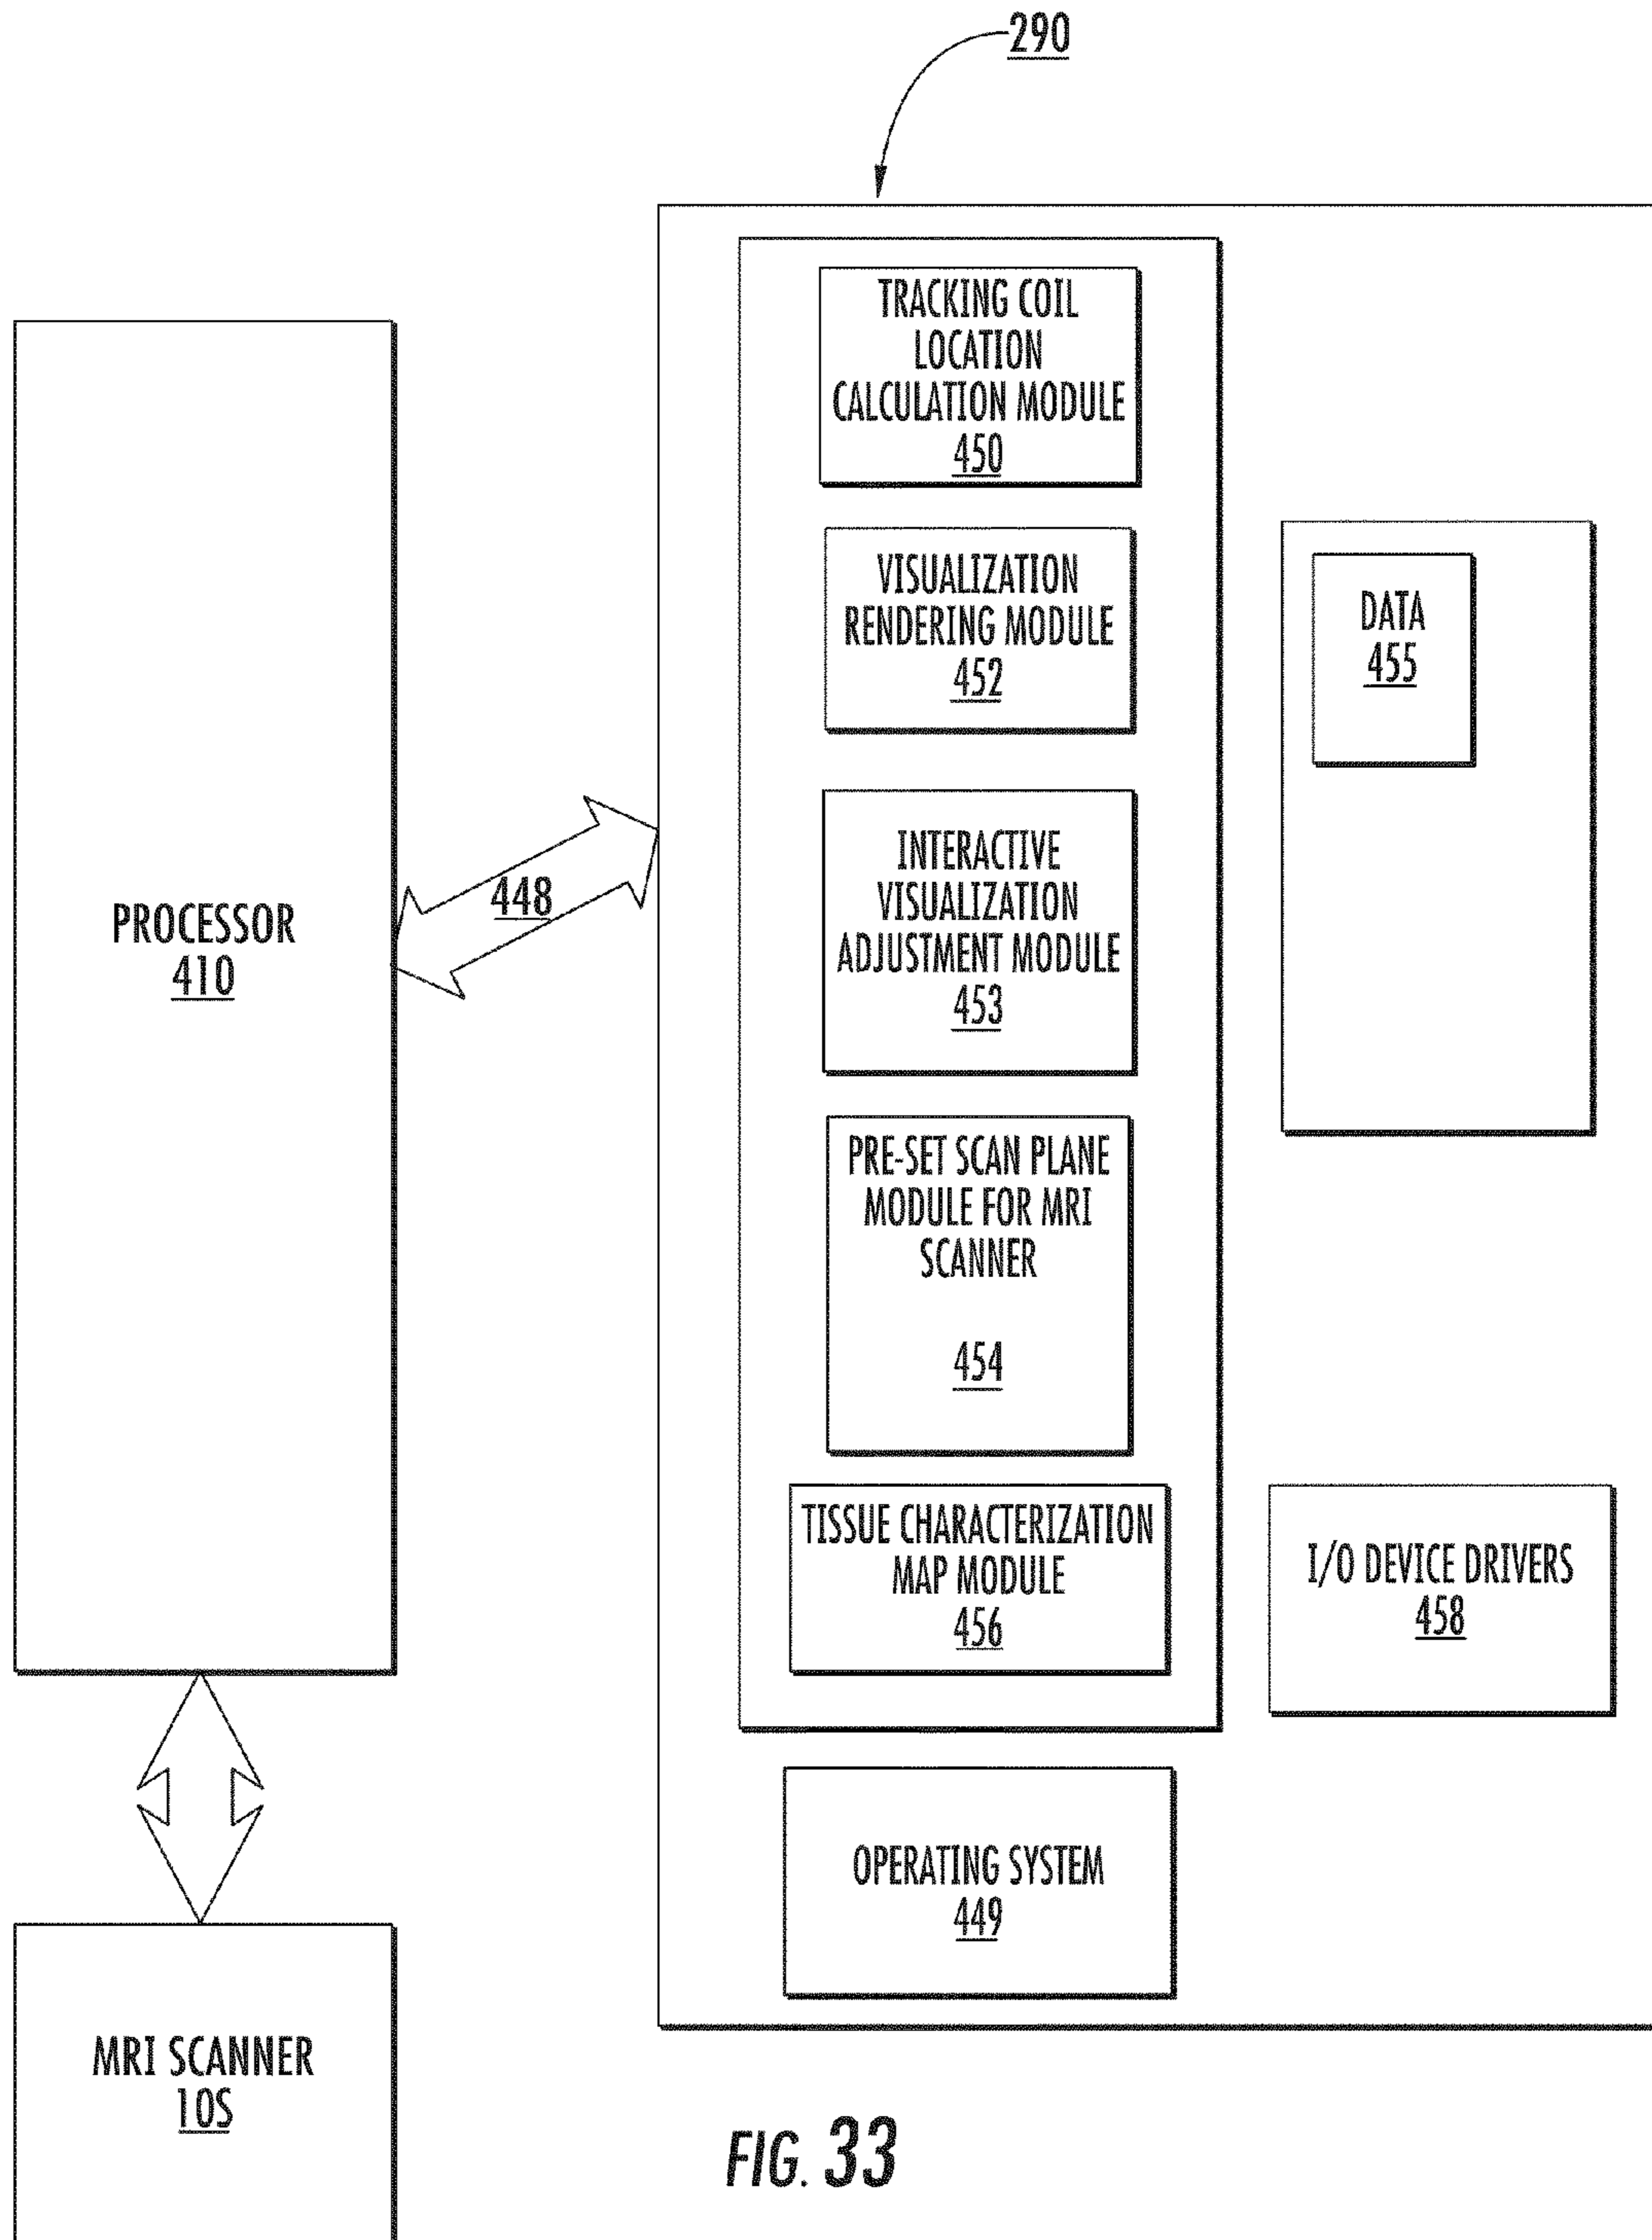 290
TRACKING COIL
LOCATION
CALCULATION MODULE
450
VISUALIZATION
RENDERING MODULE
452
DATA
455
INTERACTIVE
VISUALIZATION
ADJUSTMENT MODULE
453
448
PROCESSOR
410
PRE-SET SCAN PLANE
MODULE FOR MRI
SCANNER
454
TISSUE CHARACTERIZATION
MAP MODULE
456
I/O DEVICE DRIVERS
458
OPERATING SYSTEM
449
MRI SCANNER
10S
FIG. 33